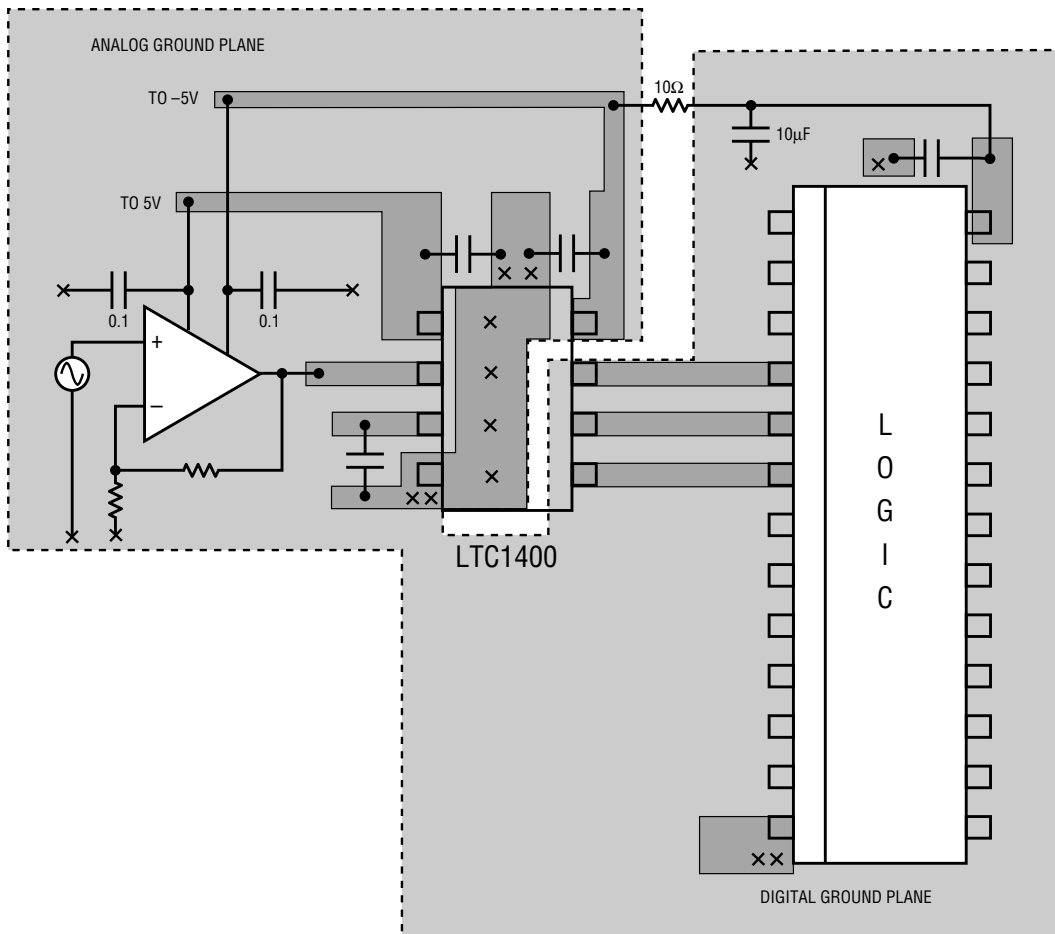 ANALOG GROUND PLANE
TO –5V
10Ω
10µF
TO 5V
0.1
0.1
+
–
LTC1400
L
O
G
I
C
DIGITAL GROUND PLANE